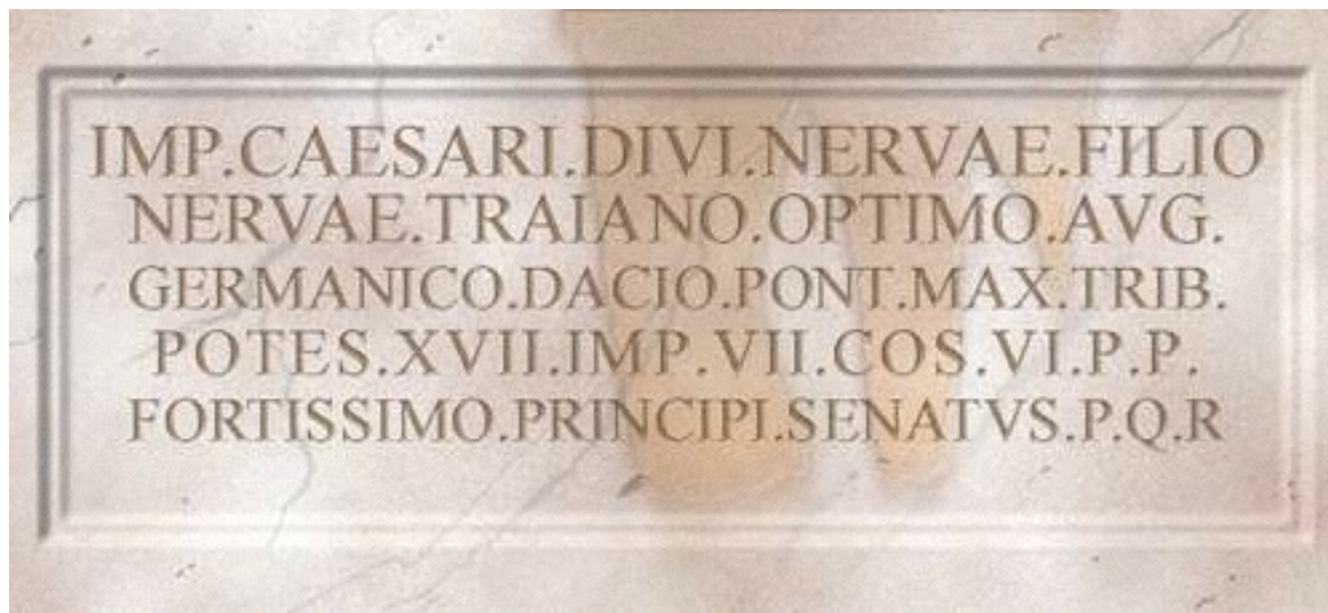 IMP.CAESARI.DIVI.NERVAE.FILIO
NERVAE.TRAIANO.OPTIMO.AVG.
GERMANICO.DACIO.PONT.MAX.TRIB.
POTES.XVII.IMP.VII.COS.VI.P.P.
FORTISSIMO.PRINCIPI.SENATVS.P.Q.R